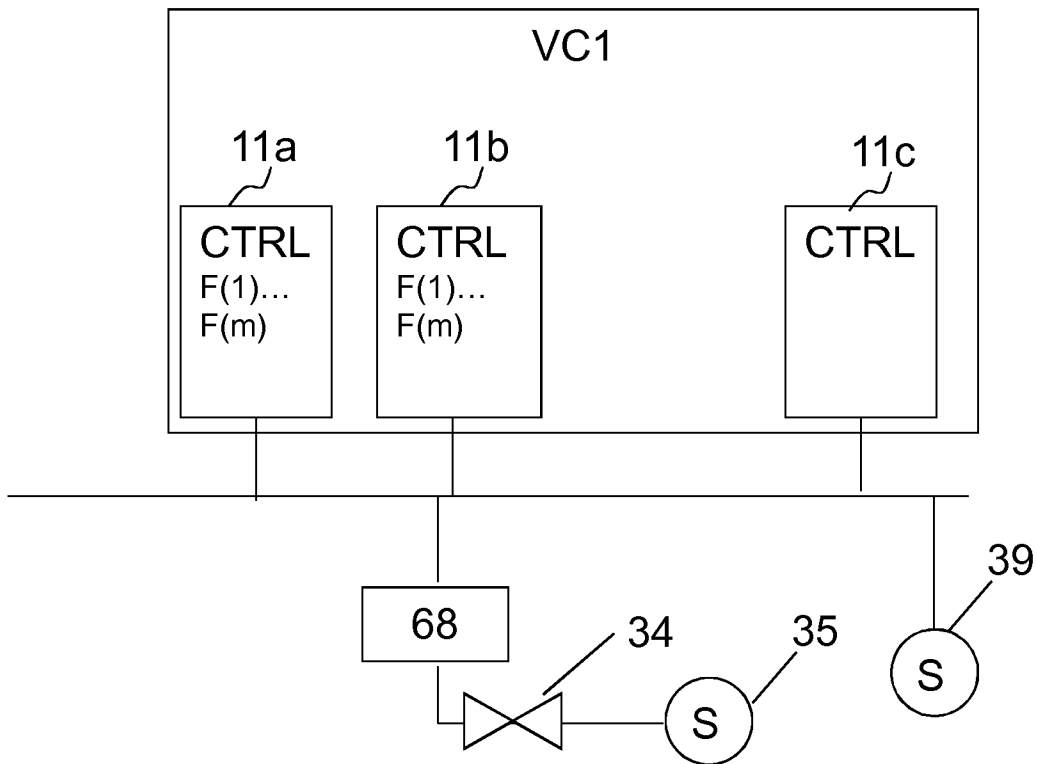 VC1
11a
11b
11c
CTRL
F(1)...
F(m)
CTRL
F(1)...
F(m)
CTRL
68
34
35
39
S
S